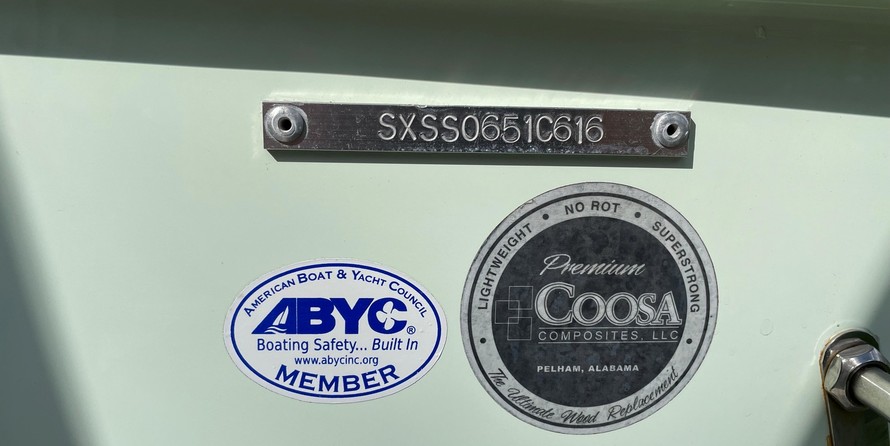 SXSS0651C616
AMERICAN BOAT & YACHT COUNCIL
ABYC®
Boating Safety... Built In
www.abycinc.org
MEMBER
LIGHTWEIGHT • NO ROT • SUPERSTRONG
Premium
COOSA
COMPOSITES, LLC
PELHAM, ALABAMA
The Ultimate Wood Replacement